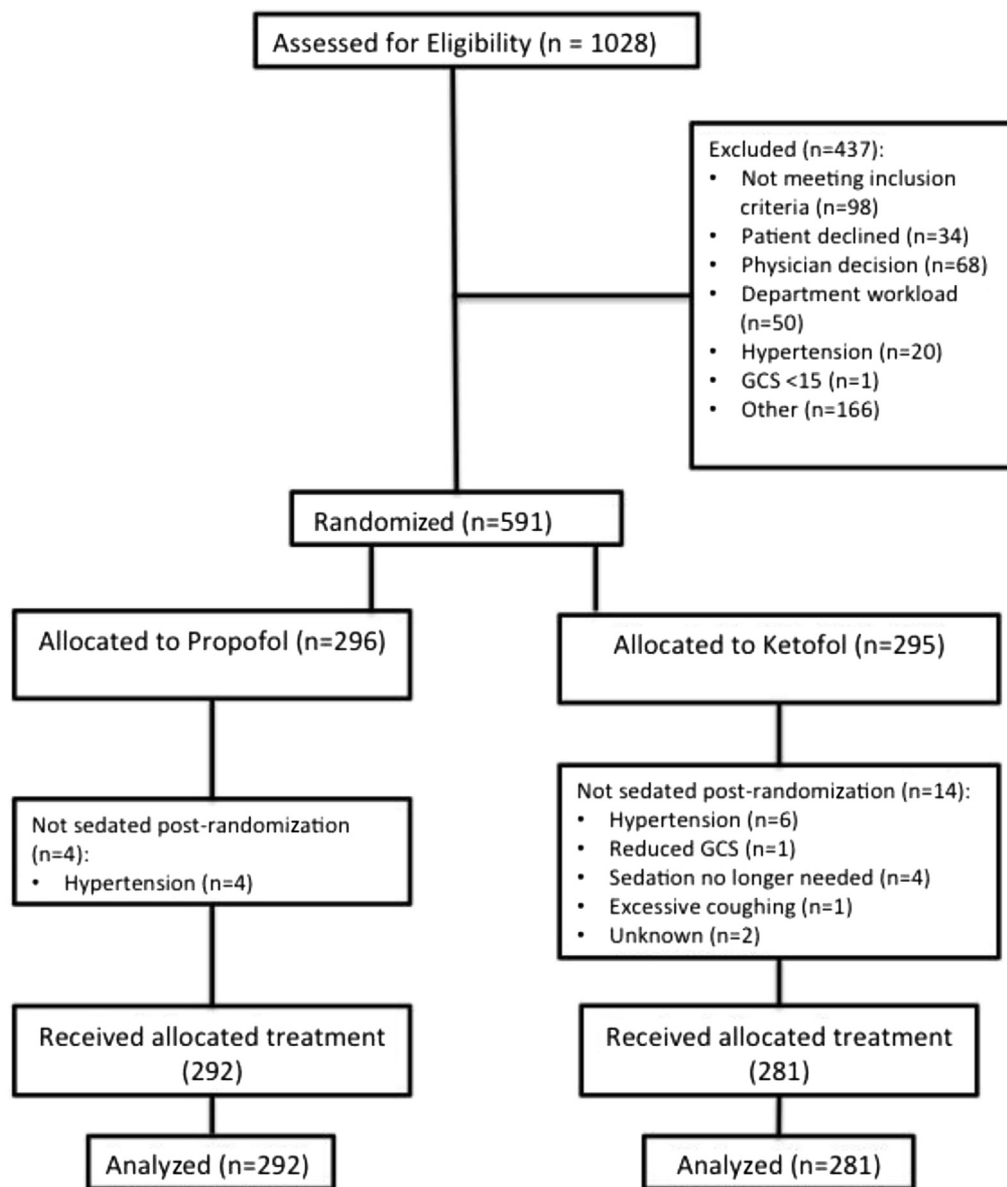 Assessed for Eligibility (n = 1028)
Excluded (n=437):
• Not meeting inclusion
criteria (n=98)
• Patient declined (n=34)
• Physician decision (n=68)
• Department workload
(n=50)
• Hypertension (n=20)
• GCS <15 (n=1)
• Other (n=166)
Randomized (n=591)
Allocated to Propofol (n=296)
Allocated to Ketofol (n=295)
Not sedated post-randomization
(n=4):
• Hypertension (n=4)
Not sedated post-randomization (n=14):
• Hypertension (n=6)
• Reduced GCS (n=1)
• Sedation no longer needed (n=4)
• Excessive coughing (n=1)
• Unknown (n=2)
Received allocated treatment
(292)
Received allocated treatment
(281)
Analyzed (n=292)
Analyzed (n=281)